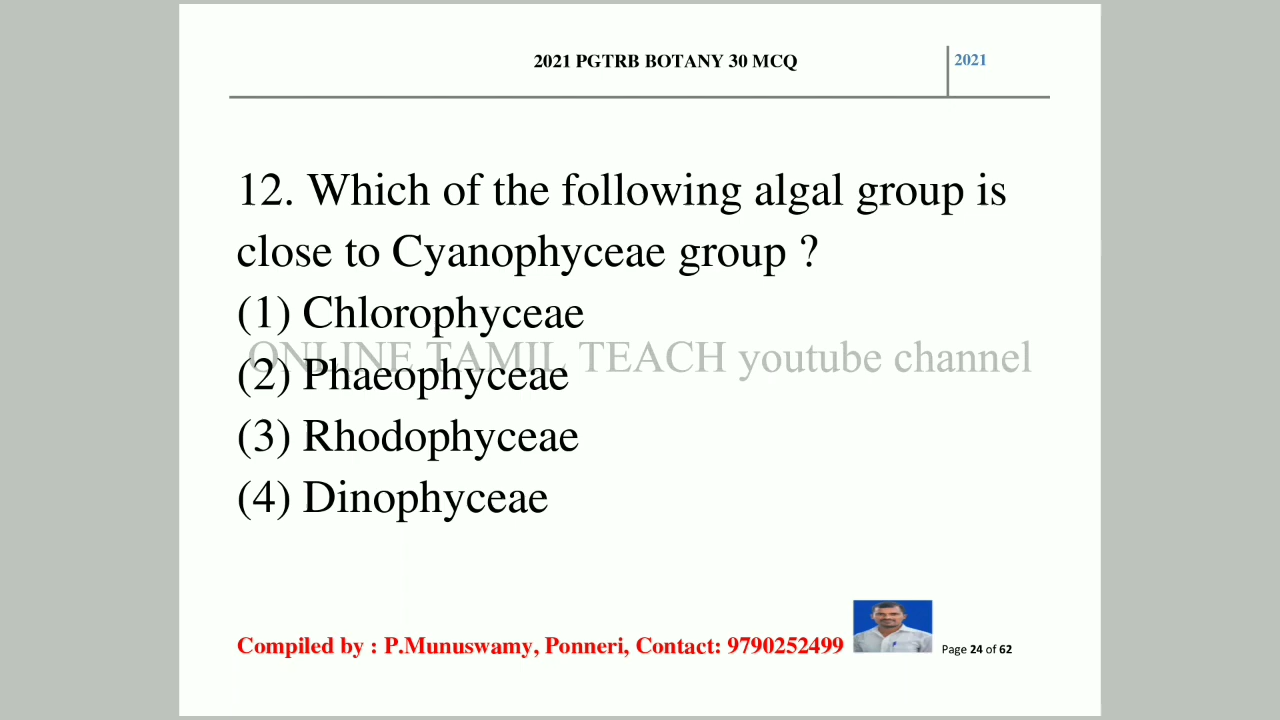 2021 PGTRB BOTANY 30 MCQ
2021
12. Which of the following algal group is
close to Cyanophyceae group ?
(1) Chlorophyceae
ONLINE TAMIL TEACH youtube channel
(2) Phaeophyceae
(3) Rhodophyceae
(4) Dinophyceae
Compiled by : P.Munuswamy, Ponneri, Contact: 9790252499
Page 24 of 62